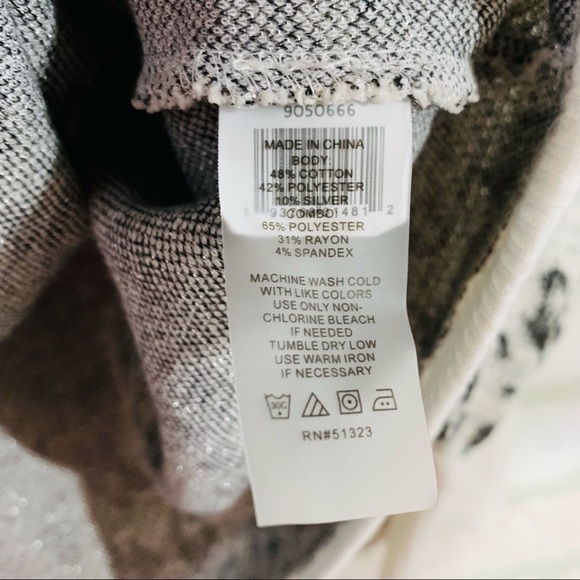 9050666
MADE IN CHINA
BODY:
48% COTTON
42% POLYESTER
10% SILVER
COMBO:
65% POLYESTER
31% RAYON
4% SPANDEX
MACHINE WASH COLD
WITH LIKE COLORS
USE ONLY NON-
CHLORINE BLEACH
IF NEEDED
TUMBLE DRY LOW
USE WARM IRON
IF NECESSARY
30C
RN#51323